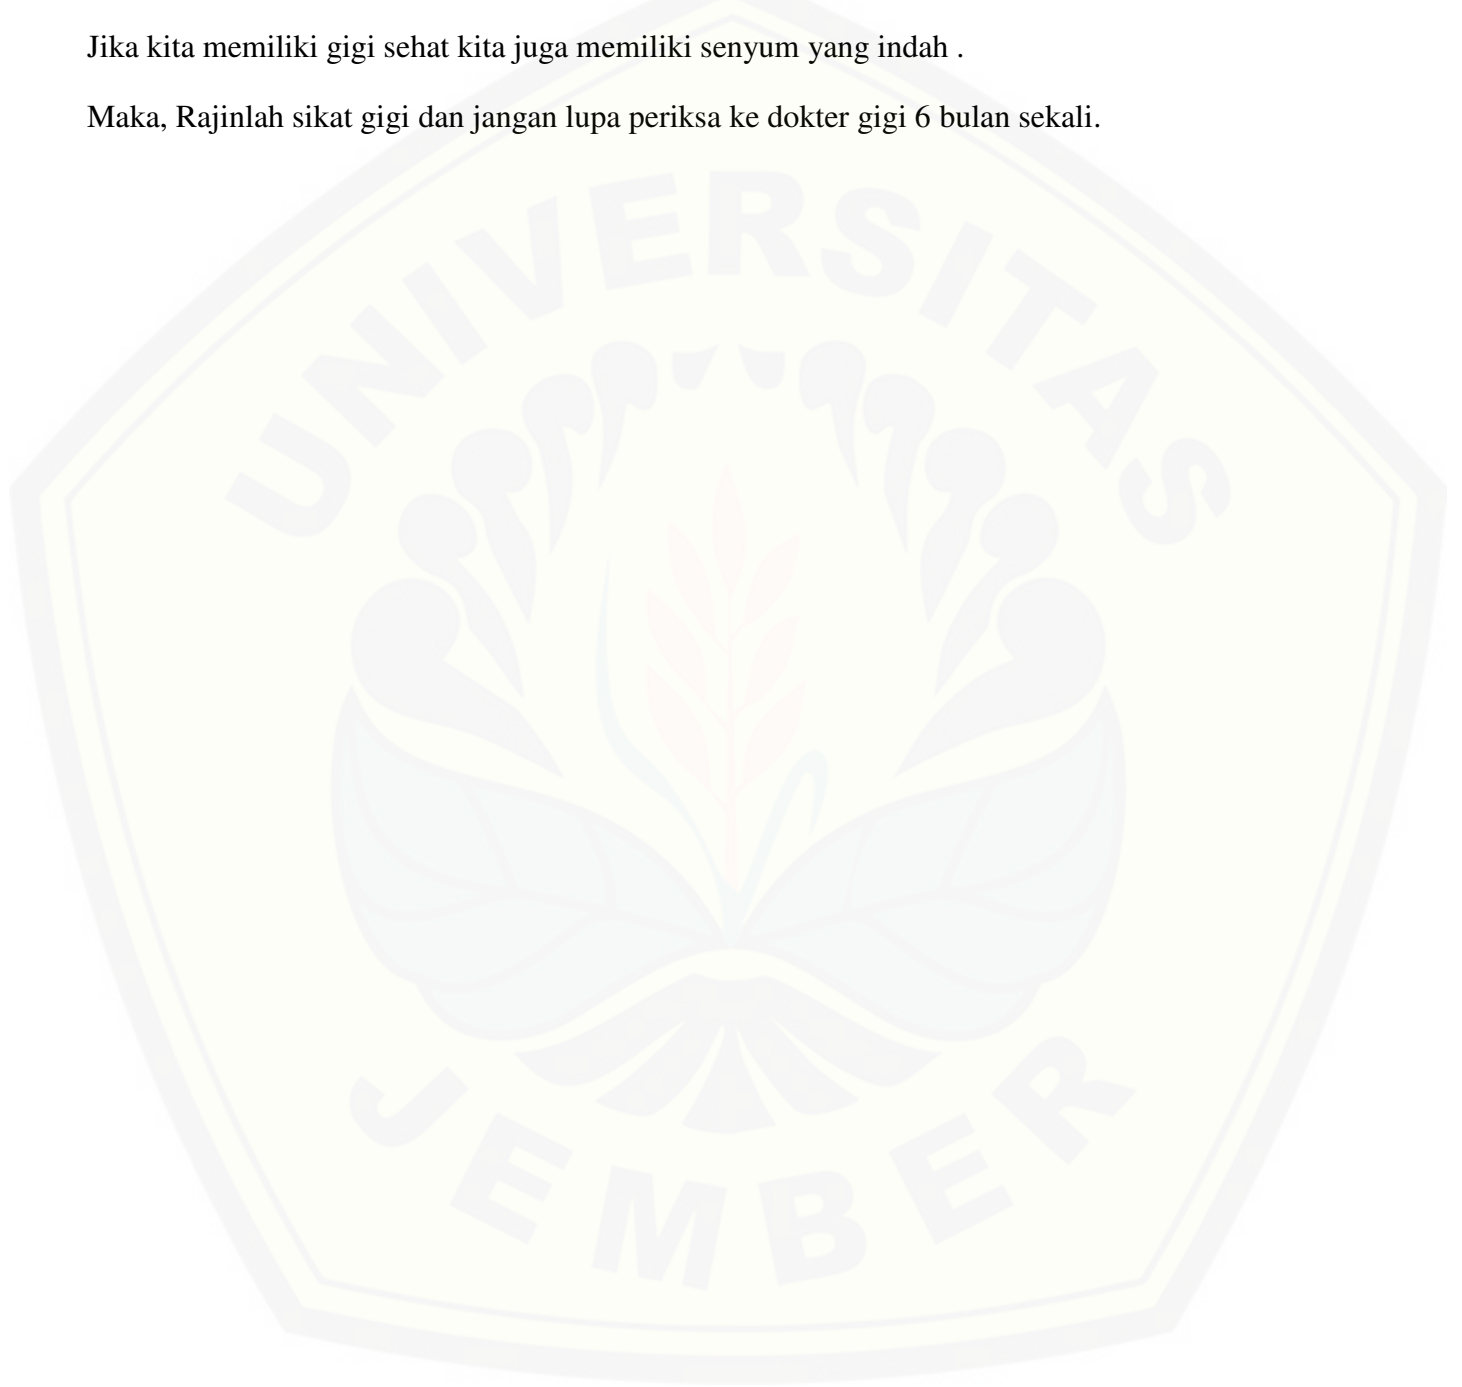 Jika kita memiliki gigi sehat kita juga memiliki senyum yang indah .
Maka, Rajinlah sikat gigi dan jangan lupa periksa ke dokter gigi 6 bulan sekali.
UNIVERSITAS
JEMBER